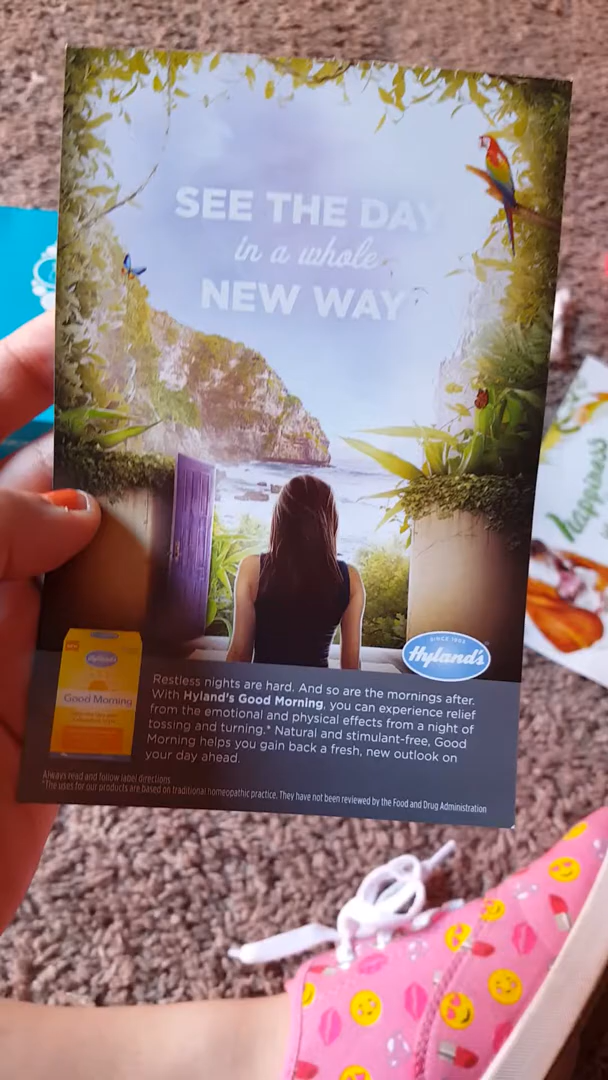 SEE THE DAY
in a whole
NEW WAY
happiness
SINCE 1903
Hyland's
Hyland's
Good Morning
Restless nights are hard. And so are the mornings after.
With Hyland's Good Morning, you can experience relief
from the emotional and physical effects from a night of
tossing and turning.* Natural and stimulant-free, Good
Morning helps you gain back a fresh, new outlook on
your day ahead.
Always read and follow label directions
*The uses for our products are based on traditional homeopathic practice. They have not been reviewed by the Food and Drug Administration